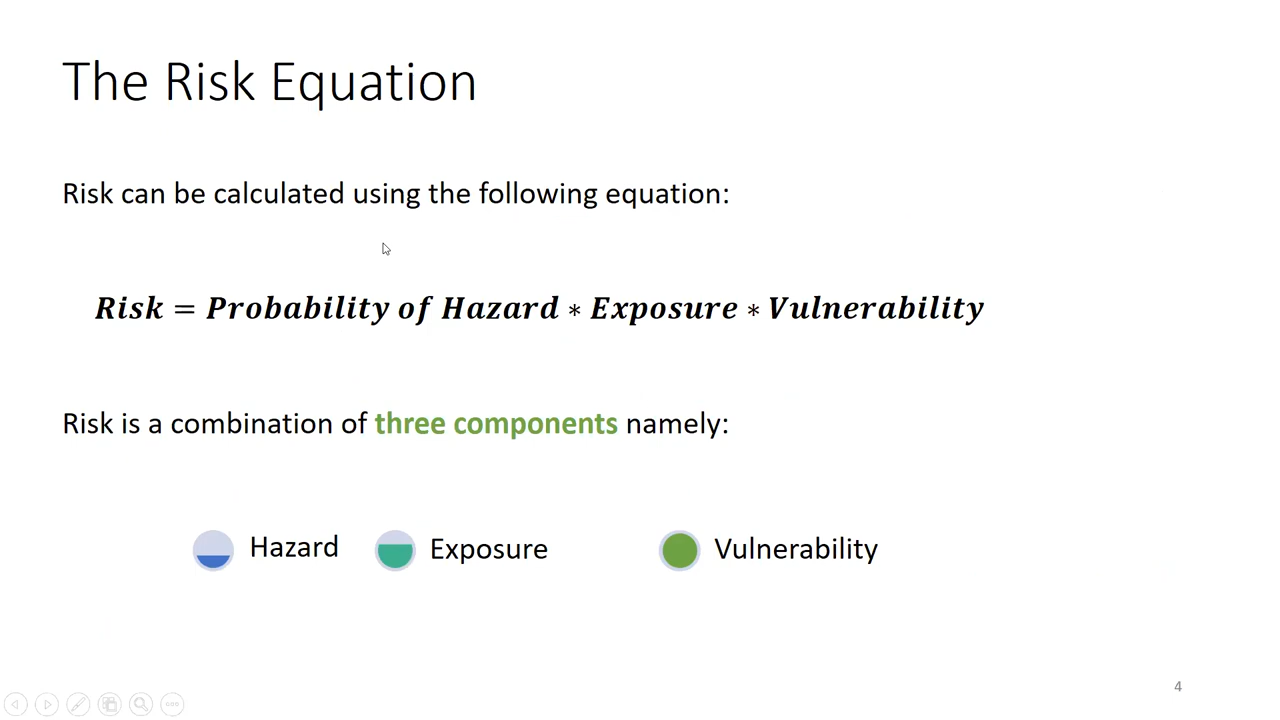 The Risk Equation
Risk can be calculated using the following equation:
Risk = Probability of Hazard ∗ Exposure ∗ Vulnerability
Risk is a combination of three components namely:
Hazard Exposure Vulnerability
4